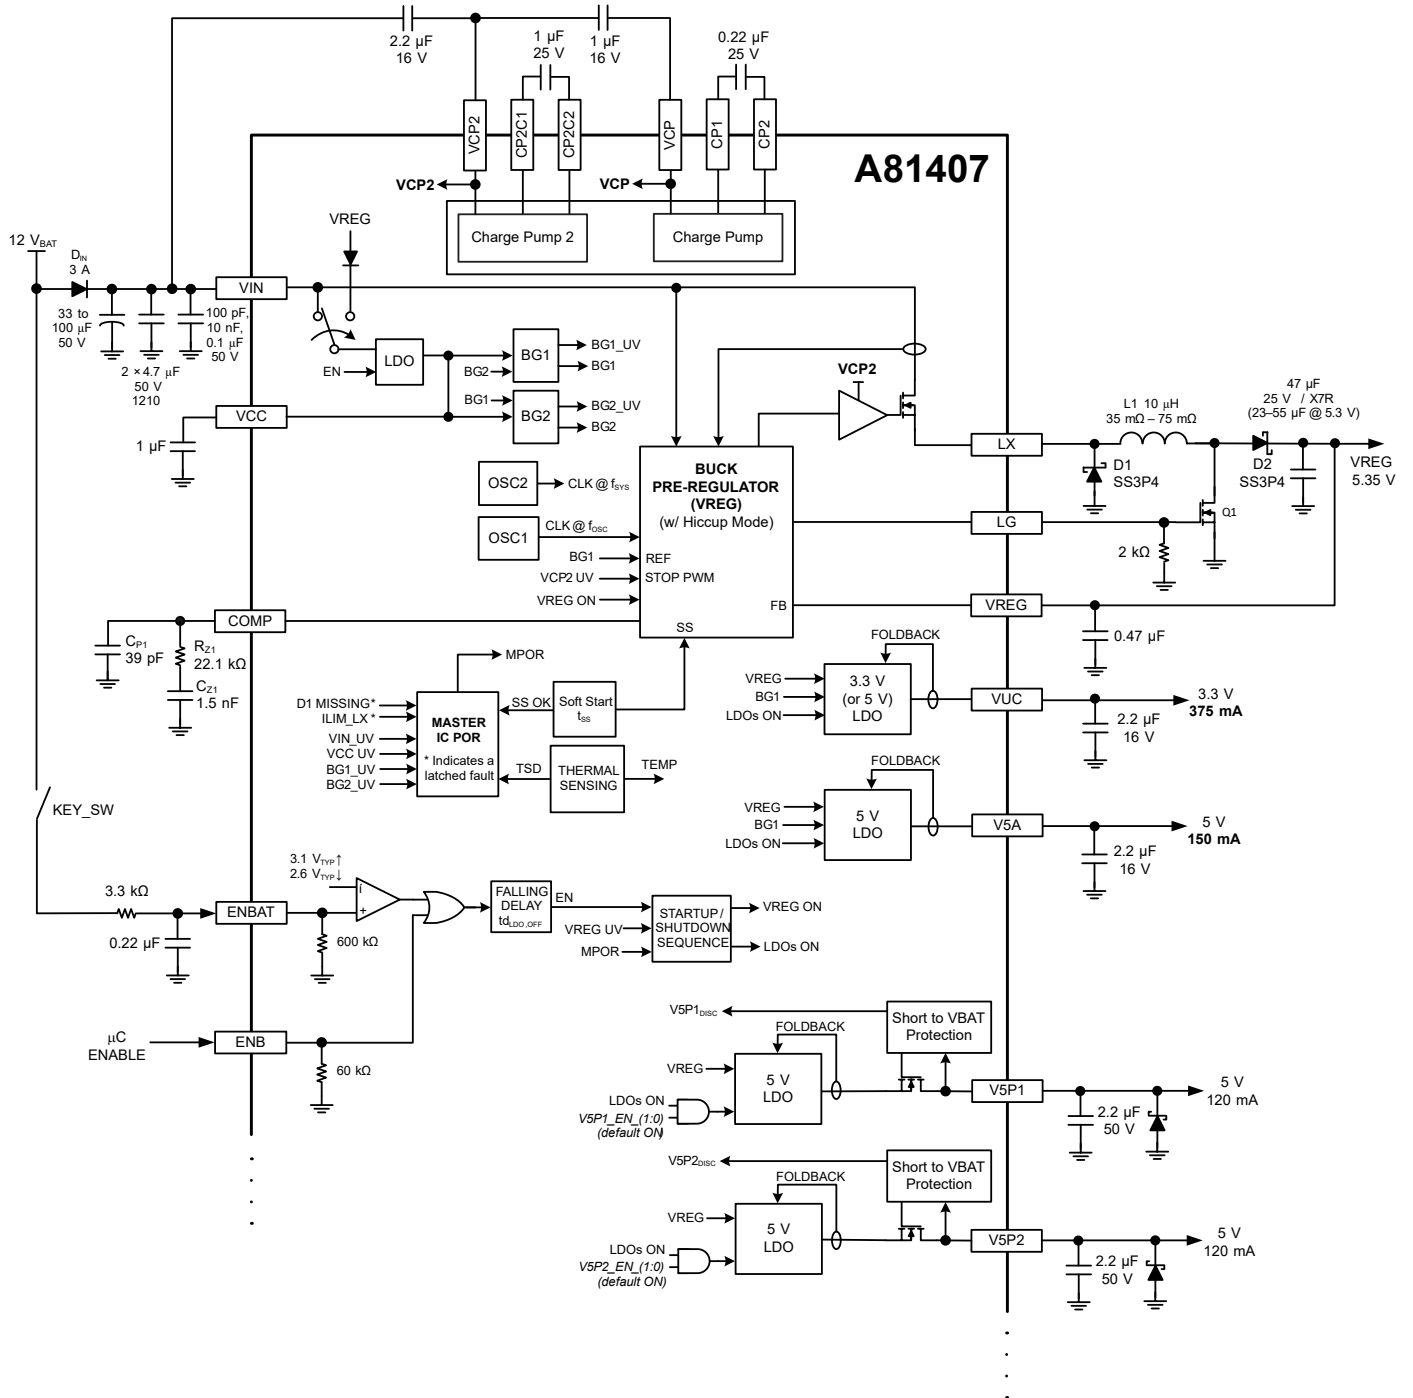 2.2 µF
16 V
1 µF
25 V
1 µF
16 V
0.22 µF
25 V
VCP2
CP2C1
CP2C2
VCP
CP1
CP2
A81407
VCP2
VCP
Charge Pump 2
Charge Pump
VREG
12 VBAT
DIN
3 A
VIN
33 to
100 µF
50 V
2 × 4.7 µF
50 V
1210
100 pF,
10 nF,
0.1 µF
50 V
LDO
EN
BG1
BG2
BG1_UV
BG1
BG2
BG1
BG2_UV
BG2
VCC
1 µF
VCP2
LX
L1 10 µH
35 mΩ – 75 mΩ
47 µF
25 V / X7R
(23–55 µF @ 5.3 V)
D1
SS3P4
D2
SS3P4
VREG
5.35 V
Q1
LG
2 kΩ
OSC2
CLK @ fSYS
OSC1
CLK @ fOSC
BUCK
PRE-REGULATOR
(VREG)
(w/ Hiccup Mode)
BG1
REF
VCP2 UV
STOP PWM
VREG ON
FB
SS
VREG
0.47 µF
COMP
CP1
39 pF
RZ1
22.1 kΩ
CZ1
1.5 nF
MPOR
D1 MISSING*
ILIM_LX *
VIN_UV
VCC UV
BG1_UV
BG2_UV
MASTER
IC POR
* Indicates a
latched fault
SS OK
Soft Start
tSS
TSD
THERMAL
SENSING
TEMP
FOLDBACK
VREG
BG1
LDOs ON
3.3 V
(or 5 V)
LDO
VUC
2.2 µF
16 V
3.3 V
375 mA
FOLDBACK
VREG
BG1
LDOs ON
5 V
LDO
V5A
2.2 µF
16 V
5 V
150 mA
KEY_SW
3.3 kΩ
0.22 µF
ENBAT
3.1 VTYP↑
2.6 VTYP↓
í
+
600 kΩ
FALLING
DELAY
tdLDO,OFF
EN
VREG UV
MPOR
STARTUP /
SHUTDOWN
SEQUENCE
VREG ON
LDOs ON
µC
ENABLE
ENB
60 kΩ
V5P1DISC
FOLDBACK
Short to VBAT
Protection
VREG
LDOs ON
V5P1_EN_(1:0)
(default ON)
5 V
LDO
V5P1
2.2 µF
50 V
5 V
120 mA
V5P2DISC
FOLDBACK
Short to VBAT
Protection
VREG
LDOs ON
V5P2_EN_(1:0)
(default ON)
5 V
LDO
V5P2
2.2 µF
50 V
5 V
120 mA